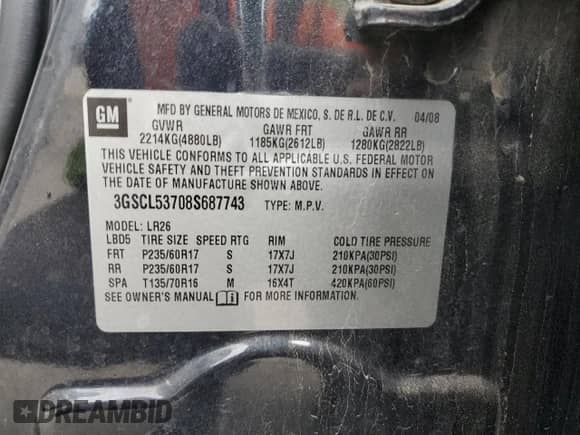 GM
MFD BY GENERAL MOTORS DE MEXICO, S. DE R.L. DE C.V. 04/08
GVWR GAWR FRT GAWR RR
2214KG(4880LB) 1185KG(2612LB) 1280KG(2822LB)
THIS VEHICLE CONFORMS TO ALL APPLICABLE U.S. FEDERAL MOTOR
VEHICLE SAFETY AND THEFT PREVENTION STANDARDS IN EFFECT ON
THE DATE OF MANUFACTURE SHOWN ABOVE.
3GSCL53708S687743 TYPE: M.P.V.
MODEL: LR26
LBD5 TIRE SIZE SPEED RTG RIM COLD TIRE PRESSURE
FRT P235/60R17 S 17X7J 210KPA(30PSI)
RR P235/60R17 S 17X7J 210KPA(30PSI)
SPA T135/70R16 M 16X4T 420KPA(60PSI)
SEE OWNER'S MANUAL FOR MORE INFORMATION.
DREAMBID